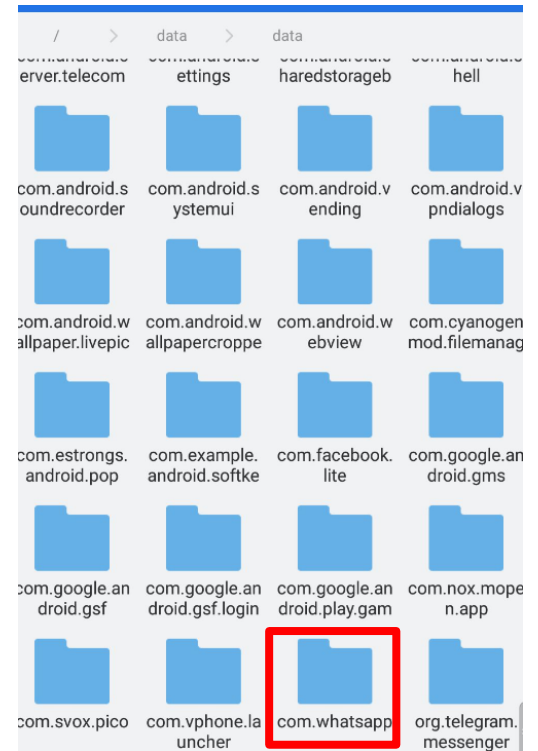 / > data > data
erver.telecom ettings haredstorageb hell
com.android.s com.android.s com.android.v com.android.v
oundrecorder ystemui ending pndialogs
com.android.w com.android.w com.android.w com.cyanogen
allpaper.livepic allpapercroppe ebview mod.filemanag
com.estrongs. com.example. com.facebook. com.google.an
android.pop android.softke lite droid.gms
com.google.an com.google.an com.google.an com.nox.mope
droid.gsf droid.gsf.login droid.play.gam n.app
com.svox.pico com.vphone.la com.whatsapp org.telegram.
uncher messenger